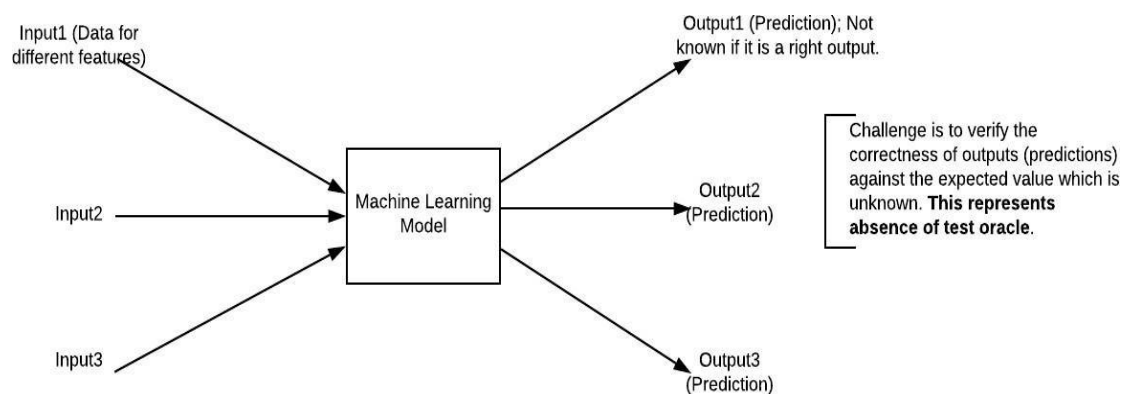 Input1 (Data for
different features)
Input2
Input3
Machine Learning
Model
Output1 (Prediction); Not
known if it is a right output.
Output2
(Prediction)
Output3
(Prediction)
Challenge is to verify the
correctness of outputs (predictions)
against the expected value which is
unknown. This represents
absence of test oracle.